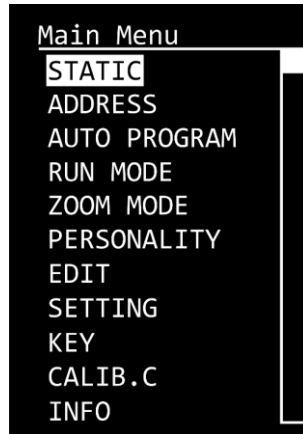 Main Menu
STATIC
ADDRESS
AUTO PROGRAM
RUN MODE
ZOOM MODE
PERSONALITY
EDIT
SETTING
KEY
CALIB.C
INFO